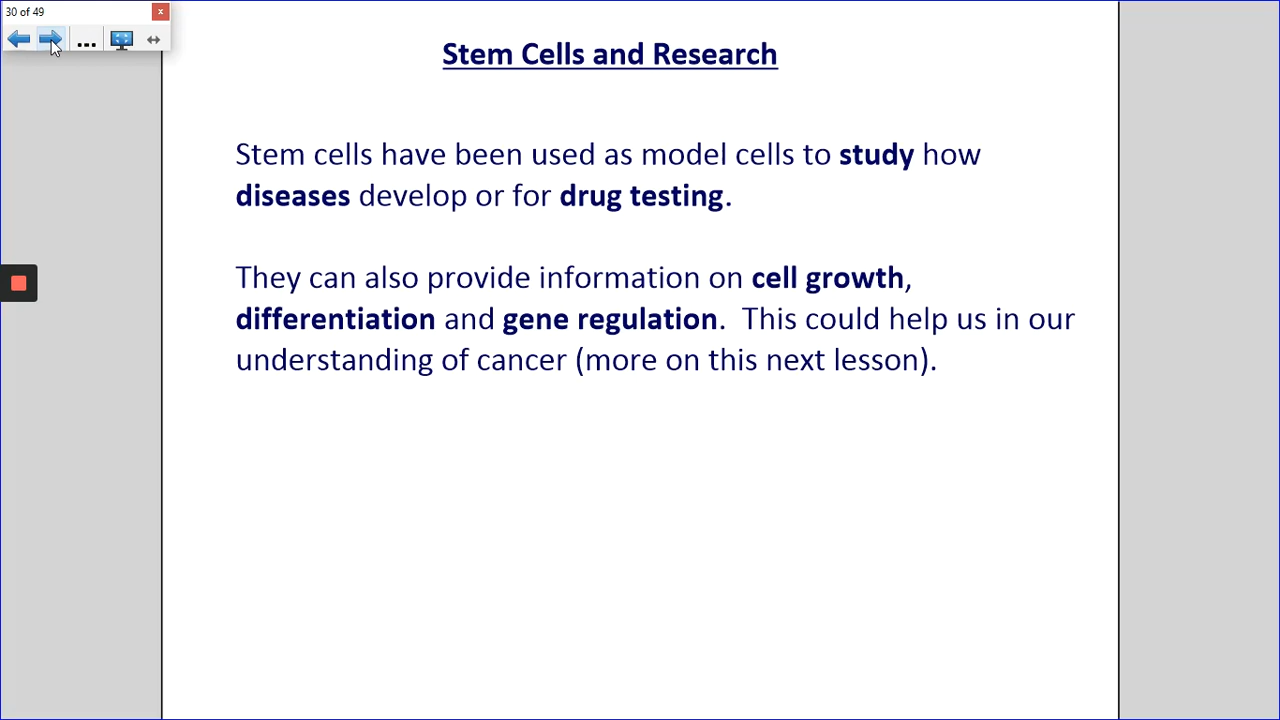 30 of 49
Stem Cells and Research
Stem cells have been used as model cells to study how
diseases develop or for drug testing.
They can also provide information on cell growth,
differentiation and gene regulation.  This could help us in our
understanding of cancer (more on this next lesson).